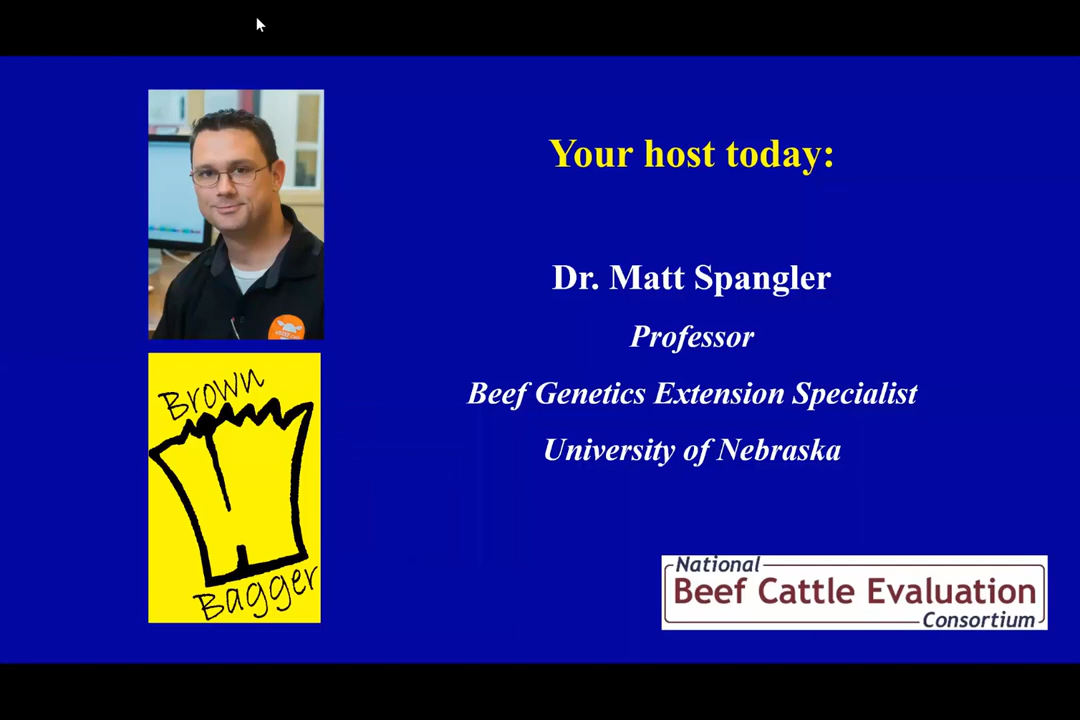 Your host today:
Dr. Matt Spangler
Professor
Beef Genetics Extension Specialist
University of Nebraska
Brown
Bagger
National
Beef Cattle Evaluation
Consortium